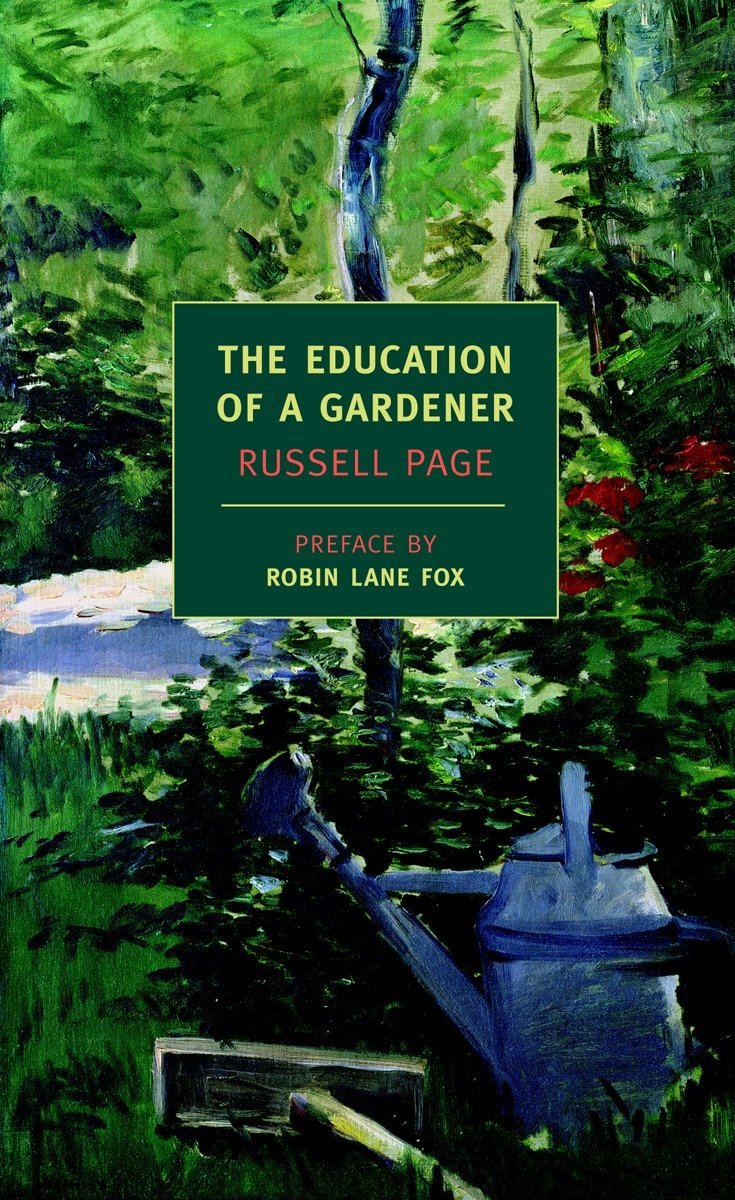 THE EDUCATION
OF A GARDENER
RUSSELL PAGE
PREFACE BY
ROBIN LANE FOX